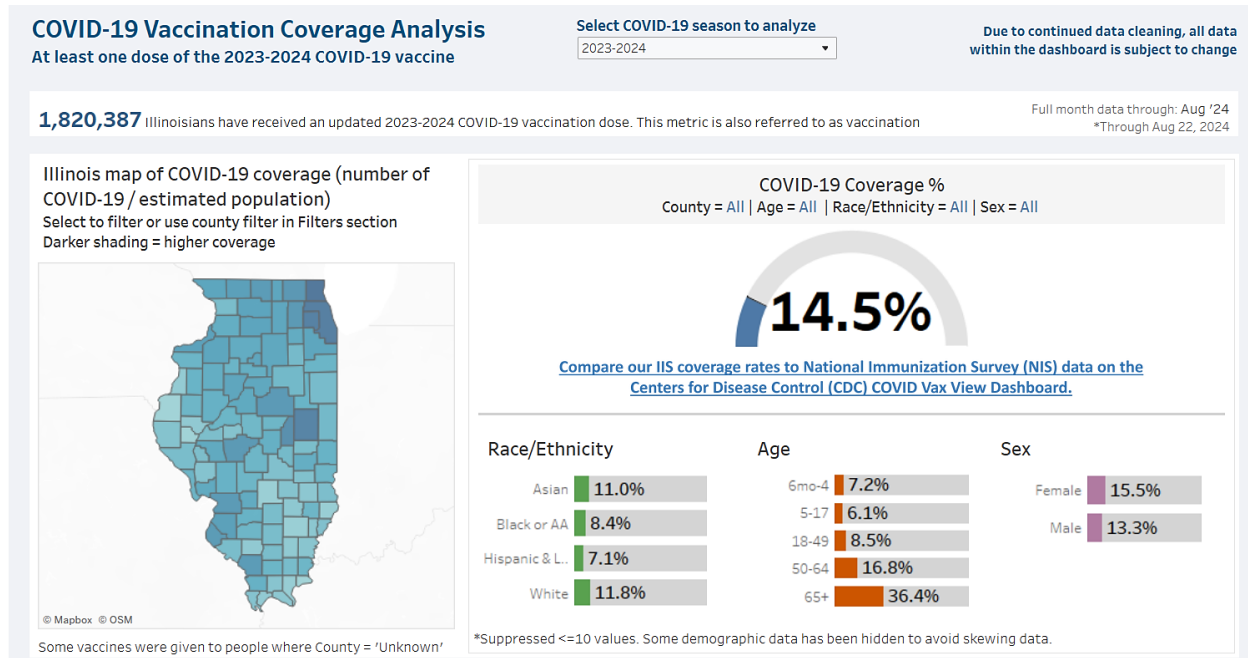 COVID-19 Vaccination Coverage Analysis
At least one dose of the 2023-2024 COVID-19 vaccine
Select COVID-19 season to analyze
2023-2024
Due to continued data cleaning, all data
within the dashboard is subject to change
1,820,387 Illinoisians have received an updated 2023-2024 COVID-19 vaccination dose. This metric is also referred to as vaccination
Full month data through: Aug '24
*Through Aug 22, 2024
Illinois map of COVID-19 coverage (number of
COVID-19 / estimated population)
Select to filter or use county filter in Filters section
Darker shading = higher coverage
© Mapbox © OSM
Some vaccines were given to people where County = 'Unknown'
COVID-19 Coverage %
County = All | Age = All | Race/Ethnicity = All | Sex = All
14.5%
Compare our IIS coverage rates to National Immunization Survey (NIS) data on the
Centers for Disease Control (CDC) COVID Vax View Dashboard.
Race/Ethnicity
Asian 11.0%
Black or AA 8.4%
Hispanic & L.. 7.1%
White 11.8%
Age
6mo-4 7.2%
5-17 6.1%
18-49 8.5%
50-64 16.8%
65+ 36.4%
Sex
Female 15.5%
Male 13.3%
*Suppressed <=10 values. Some demographic data has been hidden to avoid skewing data.